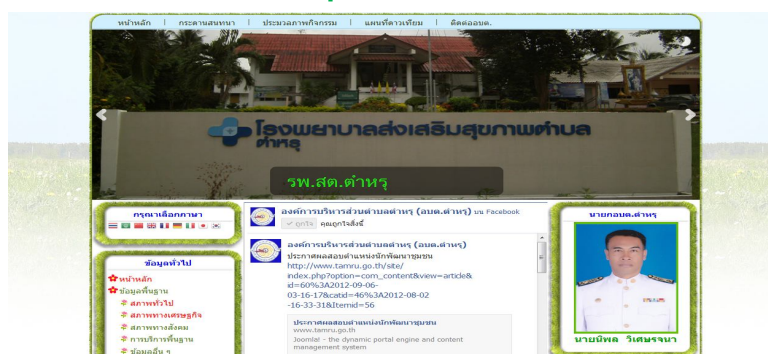 หน้าหลัก | กระดานสนทนา | ประมวลภาพกิจกรรม | แผนที่ดาวเทียม | ติดต่ออบต.
โรงพยาบาลส่งเสริมสุขภาพตำบล
ตำหรุ
รพ.สต.ตำหรุ
กรุณาเลือกภาษา
ข้อมูลทั่วไป
หน้าหลัก
ข้อมูลพื้นฐาน
สภาพทั่วไป
สภาพทางเศรษฐกิจ
สภาพทางสังคม
การบริการพื้นฐาน
ข้อมูลอื่น ๆ
องค์การบริหารส่วนตำบลตำหรุ (อบต.ตำหรุ) บน Facebook
ถูกใจ คุณถูกใจสิ่งนี้
องค์การบริหารส่วนตำบลตำหรุ (อบต.ตำหรุ)
ประกาศผลสอบตำแหน่งนักพัฒนาชุมชน
http://www.tamru.go.th/site/
index.php?option=com_content&view=article&
id=60%3A2012-09-06-
03-16-17&catid=46%3A2012-08-02
-16-33-31&Itemid=56
ประกาศผลสอบตำแหน่งนักพัฒนาชุมชน
www.tamru.go.th
Joomla! - the dynamic portal engine and content
management system
นายกอบต.ตำหรุ
นายนิพล วิเศษรจนา